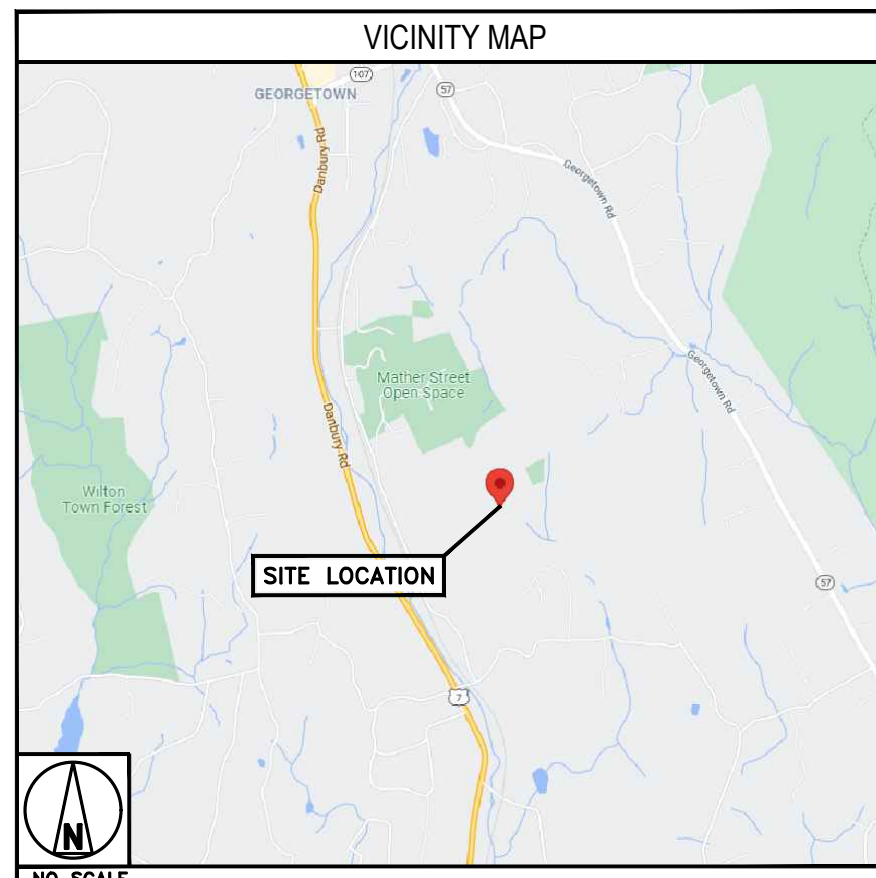 VICINITY MAP
107
GEORGETOWN
57
Danbury Rd
Georgetown Rd
Mather Street
Open Space
Georgetown Rd
Danbury Rd
Wilton
Town Forest
SITE LOCATION
57
7
N
NO SCALE